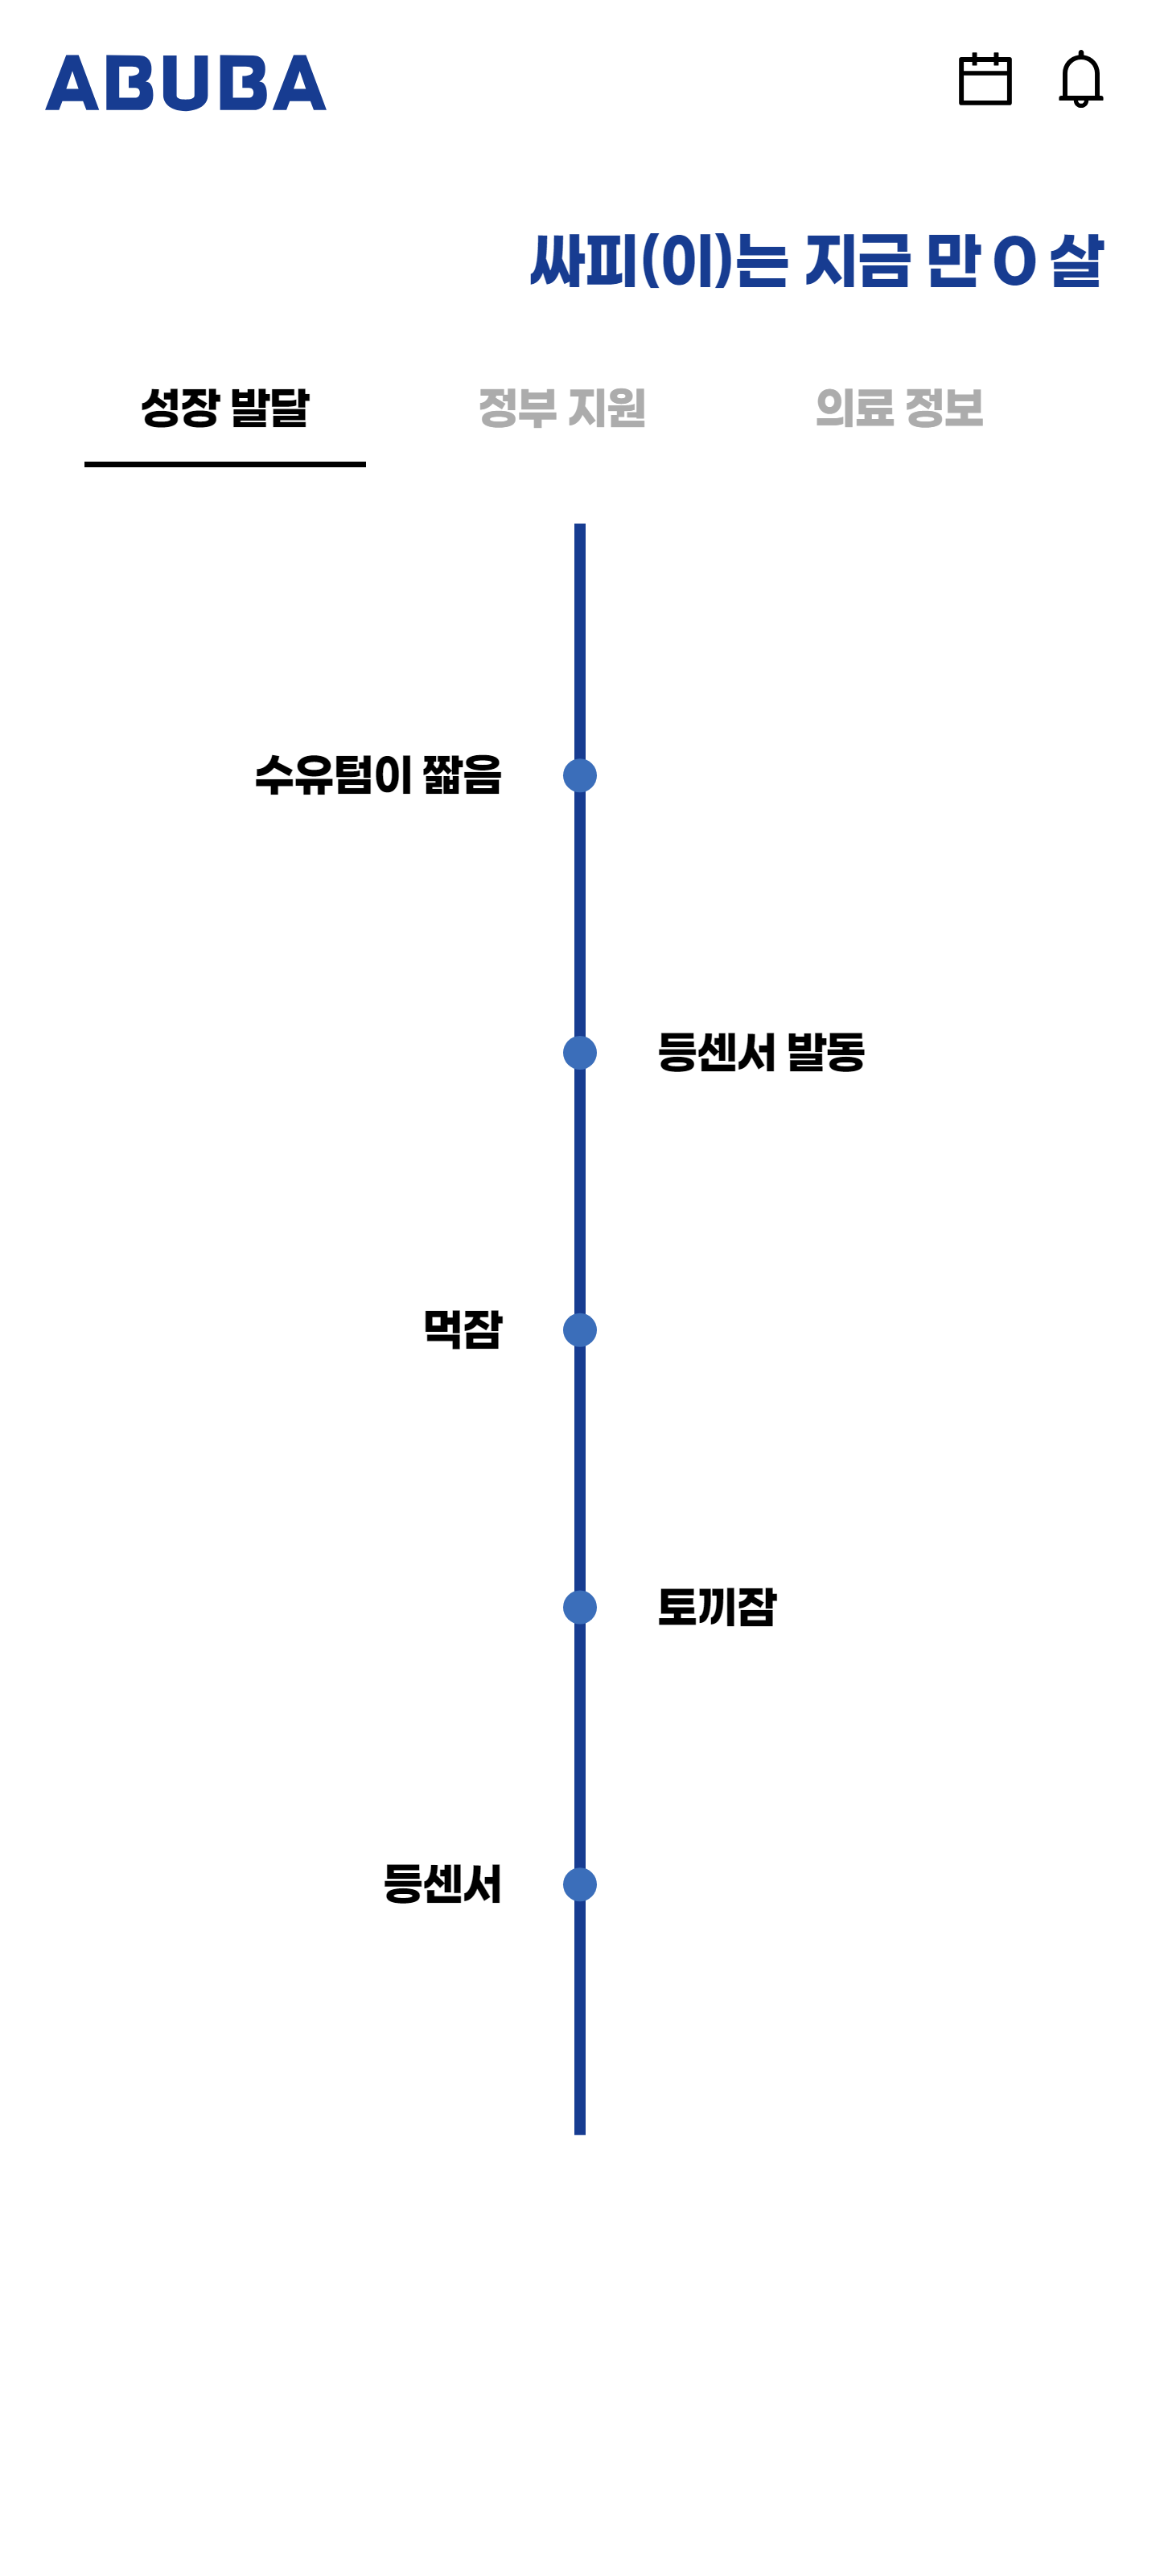 ABUBA
싸피(이)는 지금 만 0 살
성장 발달 정부 지원 의료 정보
수유텀이 짧음
등센서 발동
먹잠
토끼잠
등센서